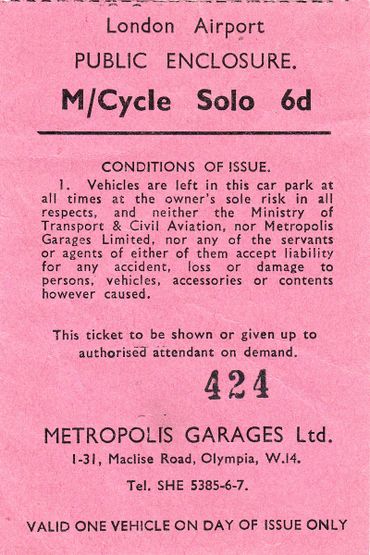 London Airport
PUBLIC ENCLOSURE.
M/Cycle Solo 6d
CONDITIONS OF ISSUE.
1. Vehicles are left in this car park at
all times at the owner's sole risk in all
respects, and neither the Ministry of
Transport & Civil Aviation, nor Metropolis
Garages Limited, nor any of the servants
or agents of either of them accept liability
for any accident, loss or damage to
persons, vehicles, accessories or contents
however caused.
This ticket to be shown or given up to
authorised attendant on demand.
424
METROPOLIS GARAGES Ltd.
1-31, Maclise Road, Olympia, W.14.
Tel. SHE 5385-6-7.
VALID ONE VEHICLE ON DAY OF ISSUE ONLY